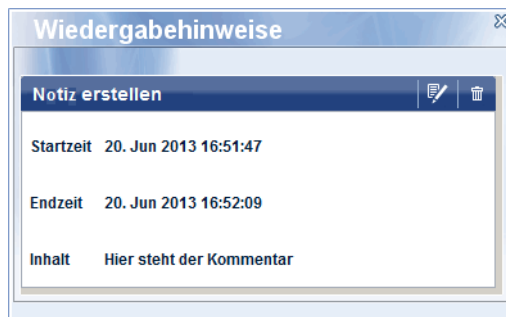 Wiedergabehinweise
Notiz erstellen
Startzeit 20. Jun 2013 16:51:47
Endzeit 20. Jun 2013 16:52:09
Inhalt Hier steht der Kommentar